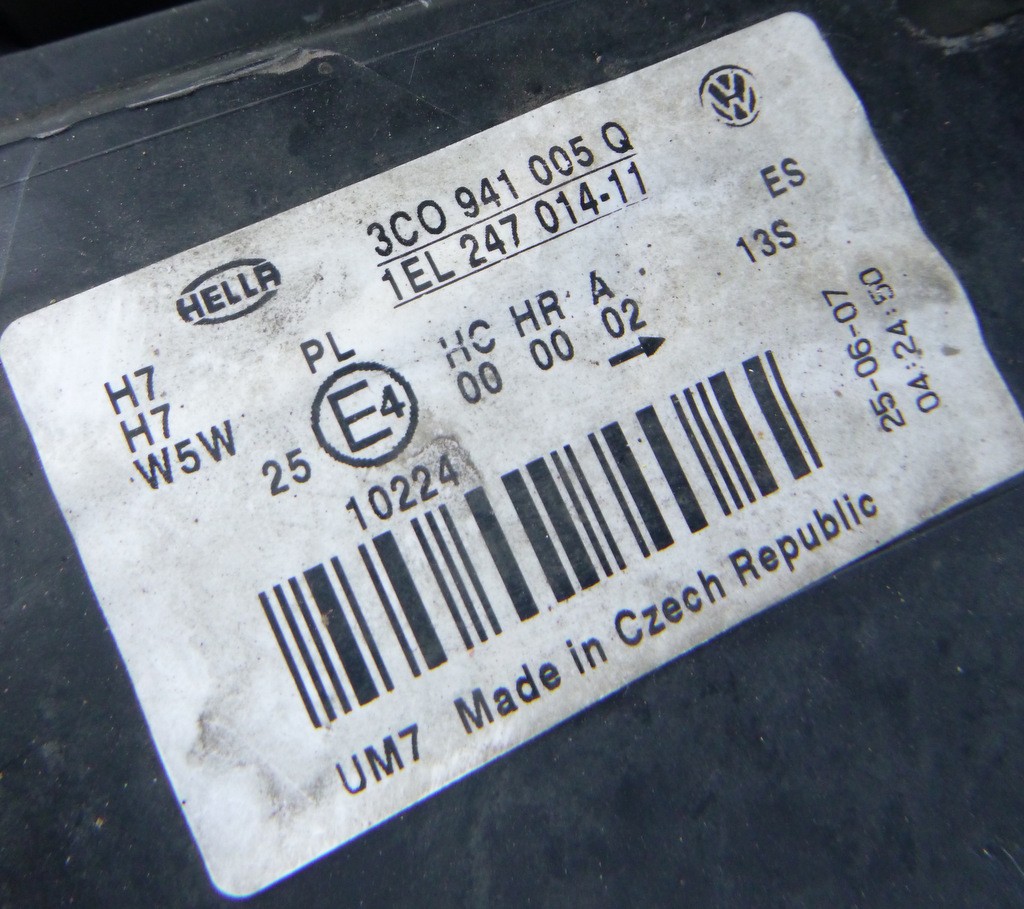 3C0 941 005 Q
1EL 247 014-11
ES
13S
HELLA
H7
H7
W5W
PL
25 E4
10224
HC HR A
00 00 02
25-06-07
04:24:50
UM7 Made in Czech Republic